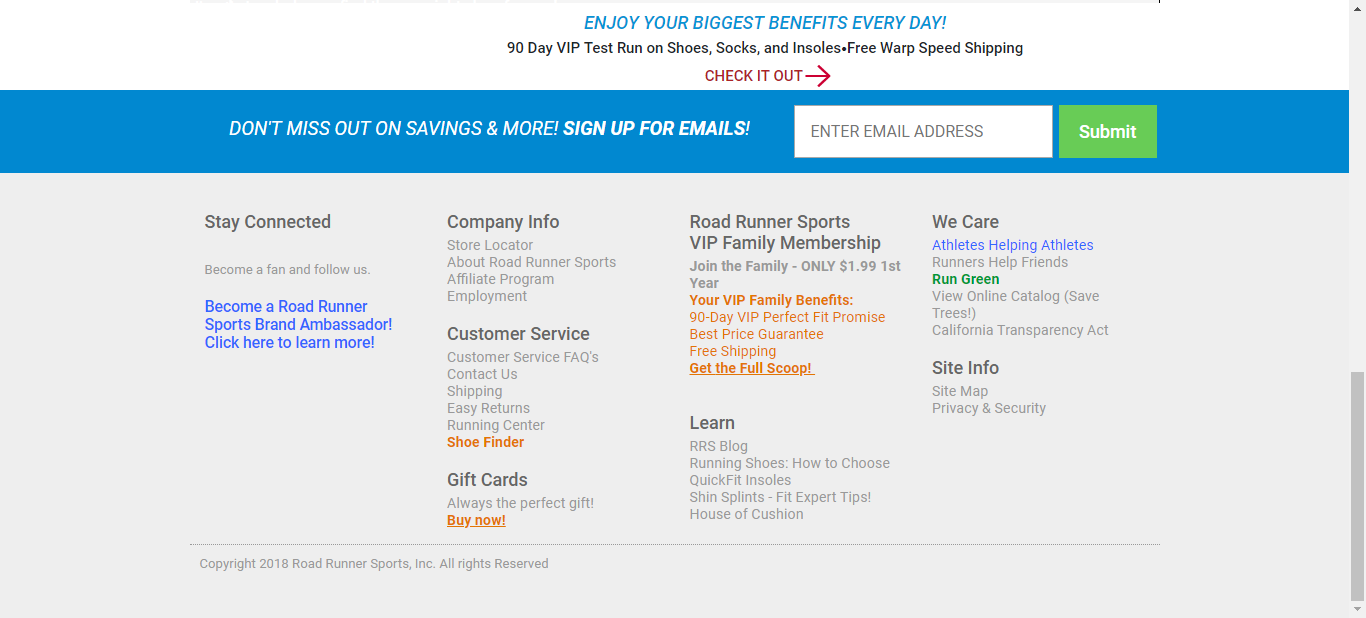 ENJOY YOUR BIGGEST BENEFITS EVERY DAY!
90 Day VIP Test Run on Shoes, Socks, and Insoles•Free Warp Speed Shipping
CHECK IT OUT
DON'T MISS OUT ON SAVINGS & MORE! SIGN UP FOR EMAILS!
ENTER EMAIL ADDRESS
Submit
Stay Connected
Become a fan and follow us.
Become a Road Runner
Sports Brand Ambassador!
Click here to learn more!
Company Info
Store Locator
About Road Runner Sports
Affiliate Program
Employment
Customer Service
Customer Service FAQ's
Contact Us
Shipping
Easy Returns
Running Center
Shoe Finder
Gift Cards
Always the perfect gift!
Buy now!
Road Runner Sports
VIP Family Membership
Join the Family - ONLY $1.99 1st
Year
Your VIP Family Benefits:
90-Day VIP Perfect Fit Promise
Best Price Guarantee
Free Shipping
Get the Full Scoop!
Learn
RRS Blog
Running Shoes: How to Choose
QuickFit Insoles
Shin Splints - Fit Expert Tips!
House of Cushion
We Care
Athletes Helping Athletes
Runners Help Friends
Run Green
View Online Catalog (Save
Trees!)
California Transparency Act
Site Info
Site Map
Privacy & Security
Copyright 2018 Road Runner Sports, Inc. All rights Reserved